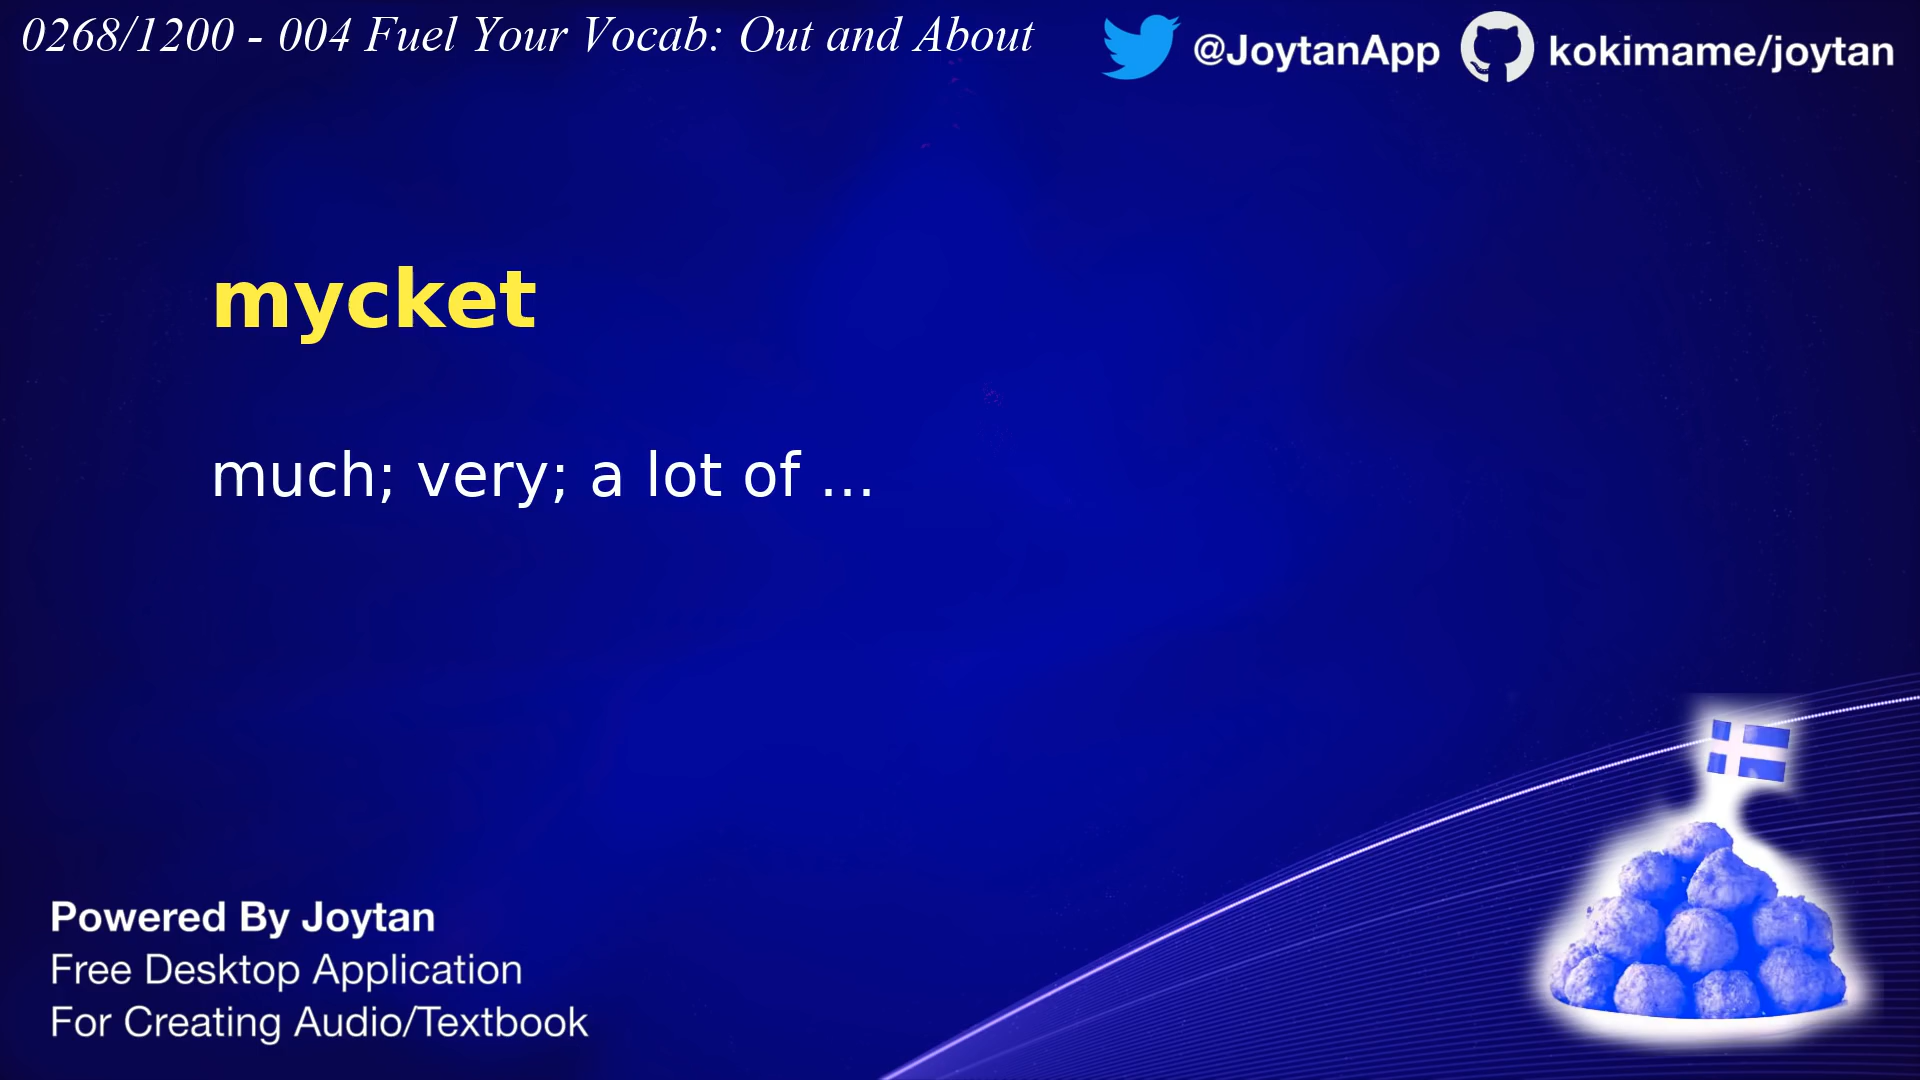 0268/1200 - 004 Fuel Your Vocab: Out and About
@JoytanApp
kokimame/joytan
mycket
much; very; a lot of ...
Powered By Joytan
Free Desktop Application
For Creating Audio/Textbook